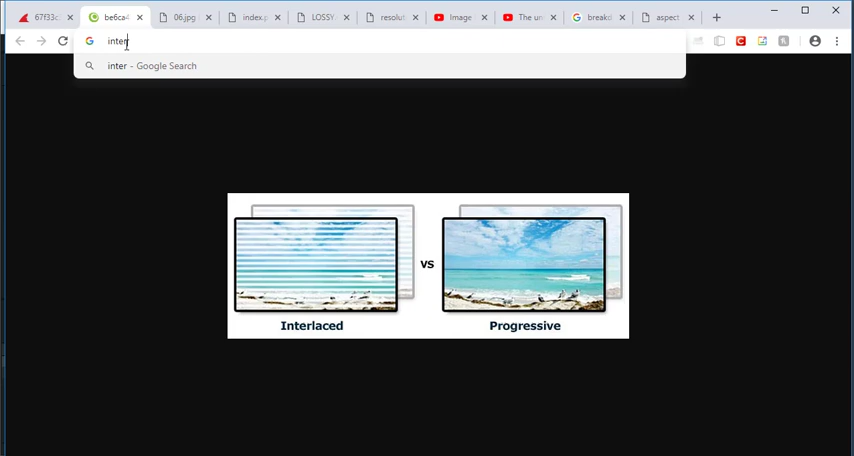 67f33c
be6ca4
06.jpg
index.p
LOSSY
resolut
Image
The un
breakd
aspect
inter
inter - Google Search
Interlaced
vs
Progressive